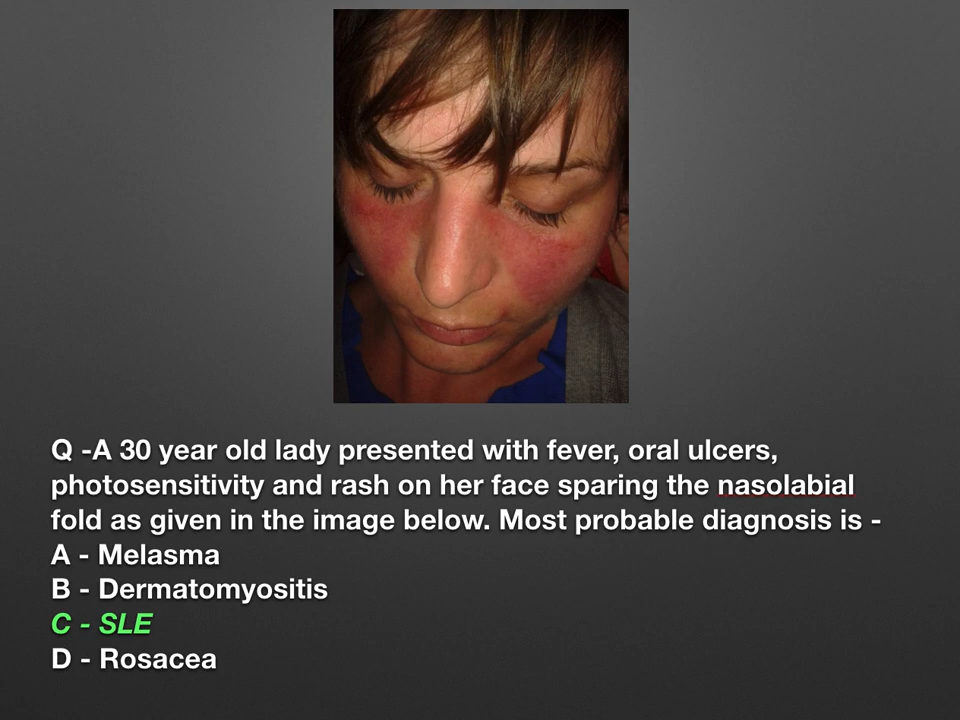 Q -A 30 year old lady presented with fever, oral ulcers,
photosensitivity and rash on her face sparing the nasolabial
fold as given in the image below. Most probable diagnosis is -
A - Melasma
B - Dermatomyositis
C - SLE
D - Rosacea